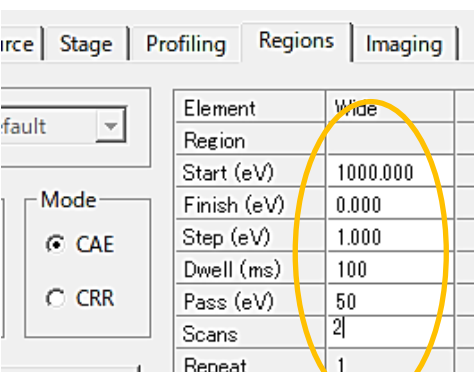 urce Stage Profiling Regions Imaging
efault
Element Wide
Region
Start (eV) 1000.000
Mode
Finish (eV) 0.000
CAE
Step (eV) 1.000
Dwell (ms) 100
CRR
Pass (eV) 50
Scans 2
Repeat 1